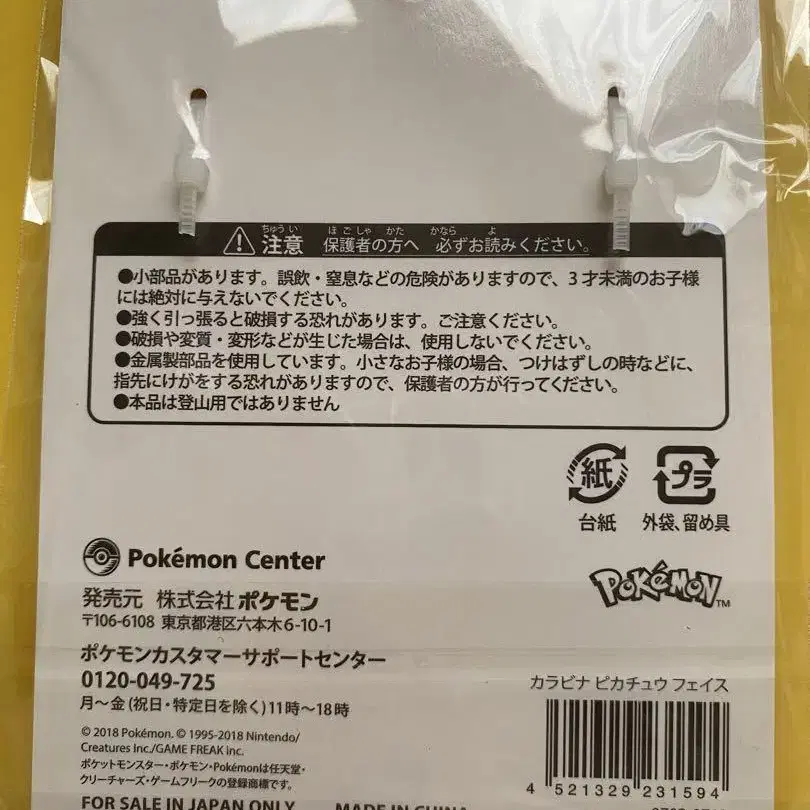 ちゅうい ほごしゃ かた かなら よ
注意 保護者の方へ 必ずお読みください。
●小部品があります。誤飲・窒息などの危険がありますので、3才未満のお子様
には絶対に与えないでください。
●強く引っ張ると破損する恐れがあります。ご注意ください。
●破損や変質・変形などが生じた場合は、使用しないでください。
●金属製部品を使用しています。小さなお子様の場合、つけはずしの時などに、
指先にけがをする恐れがありますので、保護者の方が行ってください。
●本品は登山用ではありません
紙 プラ
台紙 外袋、留め具
Pokémon Center
POKéMON™
発売元 株式会社ポケモン
〒106-6108 東京都港区六本木6-10-1
ポケモンカスタマーサポートセンター
0120-049-725
月〜金(祝日・特定日を除く)11時〜18時
カラビナ ピカチュウ フェイス
© 2018 Pokémon. © 1995-2018 Nintendo/
Creatures Inc./GAME FREAK inc.
ポケットモンスター・ポケモン・Pokémonは任天堂・
クリーチャーズ・ゲームフリークの登録商標です。
4 521329 231594
FOR SALE IN JAPAN ONLY MADE IN CHINA